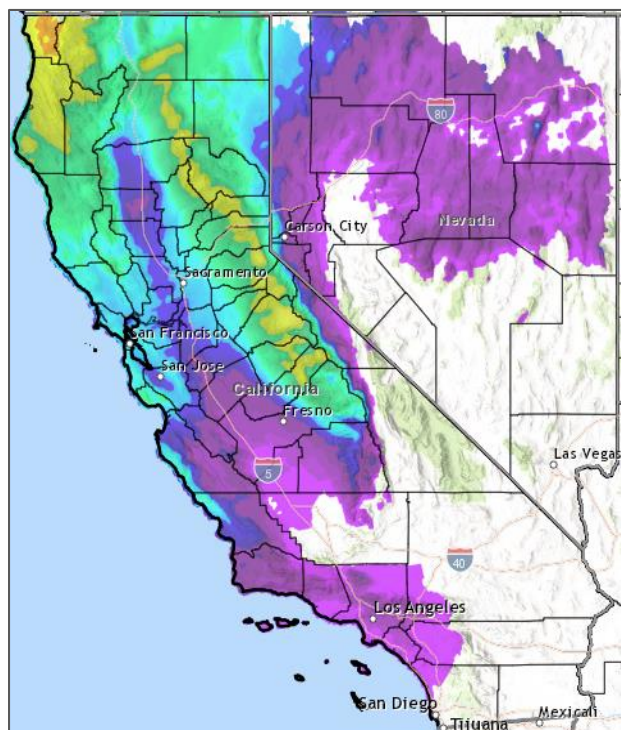 80
Nevada
Carson City
Sacramento
San Francisco
San Jose
California
Fresno
Las Vegas
5
40
Los Angeles
San Diego
Mexicali
Tijuana